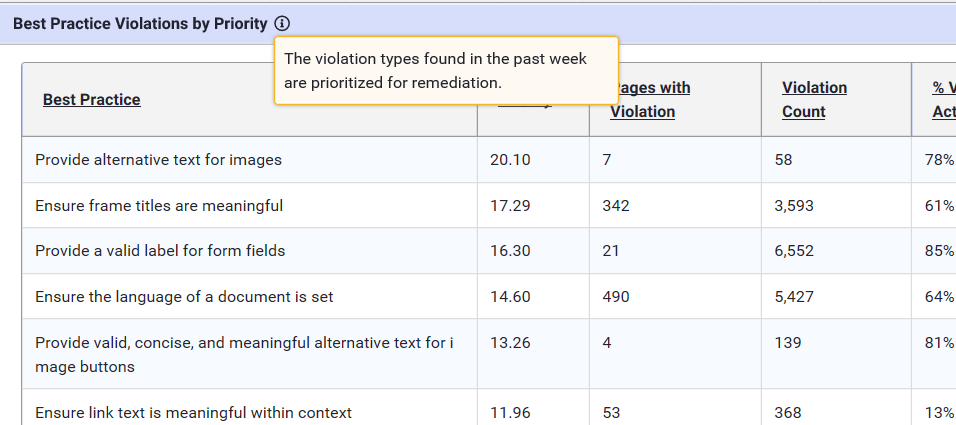 Best Practice Violations by Priority
The violation types found in the past week
are prioritized for remediation.
Best Practice
Pages with
Violation
Violation
Count
% V
Act
Provide alternative text for images 20.10 7 58 78%
Ensure frame titles are meaningful 17.29 342 3,593 61%
Provide a valid label for form fields 16.30 21 6,552 85%
Ensure the language of a document is set 14.60 490 5,427 64%
Provide valid, concise, and meaningful alternative text for i 13.26 4 139 81%
mage buttons
Ensure link text is meaningful within context 11.96 53 368 13%